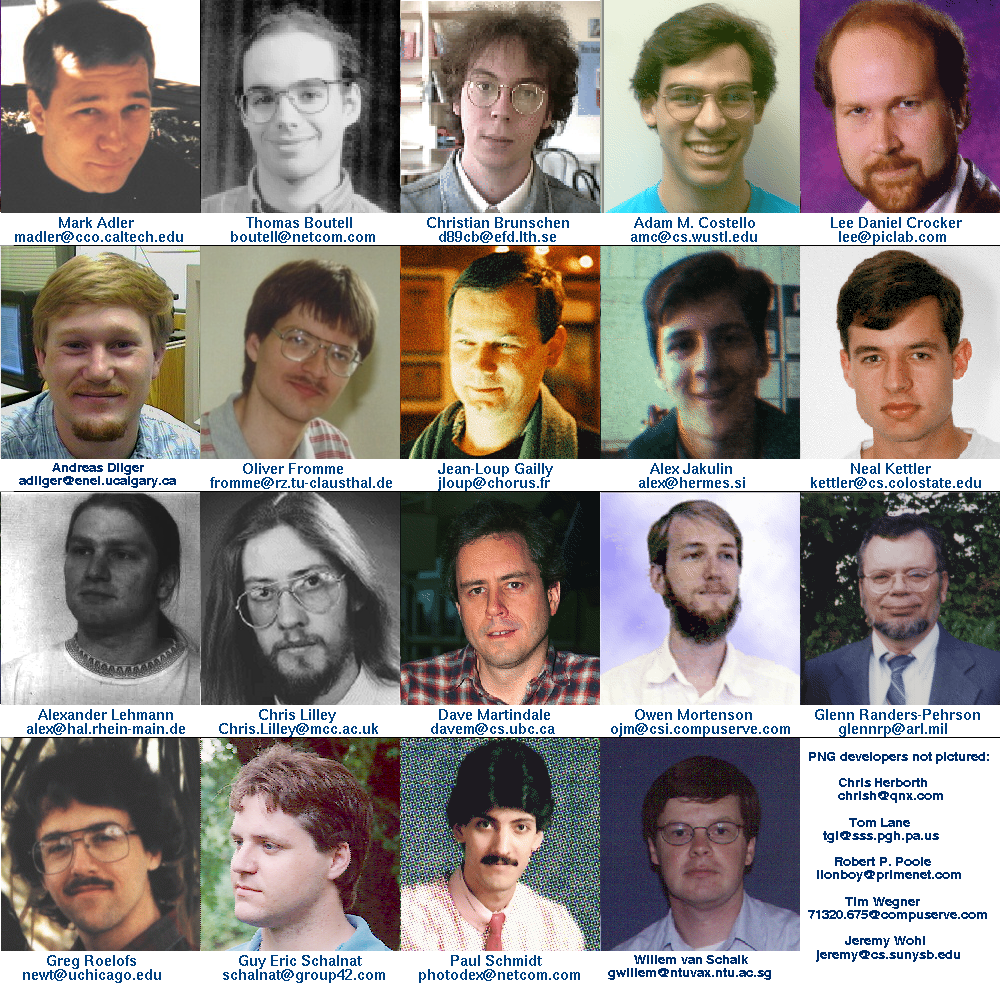 Mark Adler
madler@cco.caltech.edu
Thomas Boutell
boutell@netcom.com
Christian Brunschen
d89cb@efd.lth.se
Adam M. Costello
amc@cs.wustl.edu
Lee Daniel Crocker
lee@piclab.com
Andreas Dilger
adilger@enel.ucalgary.ca
Oliver Fromme
fromme@rz.tu-clausthal.de
Jean-Loup Gailly
jloup@chorus.fr
Alex Jakulin
alex@hermes.si
Neal Kettler
kettler@cs.colostate.edu
Alexander Lehmann
alex@hal.rhein-main.de
Chris Lilley
Chris.Lilley@mcc.ac.uk
Dave Martindale
davem@cs.ubc.ca
Owen Mortenson
ojm@csi.compuserve.com
Glenn Randers-Pehrson
glennrp@arl.mil
Greg Roelofs
newt@uchicago.edu
Guy Eric Schalnat
schalnat@group42.com
Paul Schmidt
photodex@netcom.com
Willem van Schaik
gwillem@ntuvax.ntu.ac.sg
PNG developers not pictured:
Chris Herborth
chrish@qnx.com
Tom Lane
tgl@sss.pgh.pa.us
Robert P. Poole
lionboy@primenet.com
Tim Wegner
71320.675@compuserve.com
Jeremy Wohl
jeremy@cs.sunysb.edu